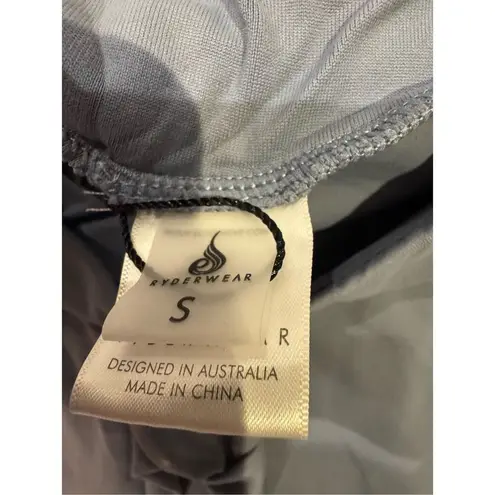 RYDERWEAR
S
R
DESIGNED IN AUSTRALIA
MADE IN CHINA